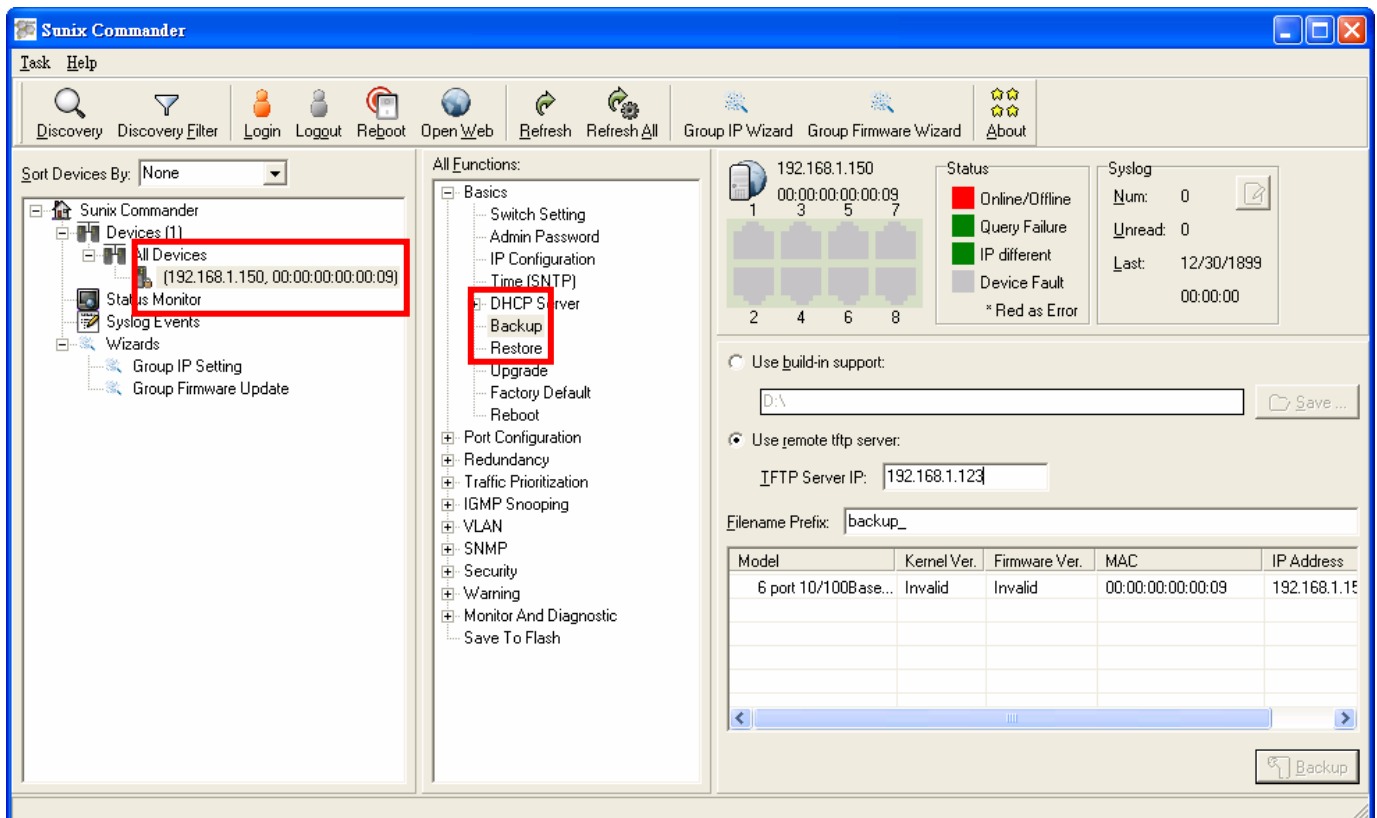 Sunix Commander
Task Help
Discovery Discovery Filter Login Logout Reboot Open Web Refresh Refresh All Group IP Wizard Group Firmware Wizard About
Sort Devices By: None
Sunix Commander
Devices (1)
All Devices
(192.168.1.150, 00:00:00:00:00:09)
Status Monitor
Syslog Events
Wizards
Group IP Setting
Group Firmware Update
All Functions:
Basics
Switch Setting
Admin Password
IP Configuration
Time (SNTP)
DHCP Server
Backup
Restore
Upgrade
Factory Default
Reboot
Port Configuration
Redundancy
Traffic Prioritization
IGMP Snooping
VLAN
SNMP
Security
Warning
Monitor And Diagnostic
Save To Flash
192.168.1.150
00:00:00:00:00:09
1 3 5 7
2 4 6 8
Status
Online/Offline
Query Failure
IP different
Device Fault
* Red as Error
Syslog
Num: 0
Unread: 0
Last: 12/30/1899
00:00:00
Use build-in support:
D:\
Save ...
Use remote tftp server:
TFTP Server IP: 192.168.1.123
Filename Prefix: backup_
Model Kernel Ver. Firmware Ver. MAC IP Address
6 port 10/100Base... Invalid Invalid 00:00:00:00:00:09 192.168.1.15
Backup